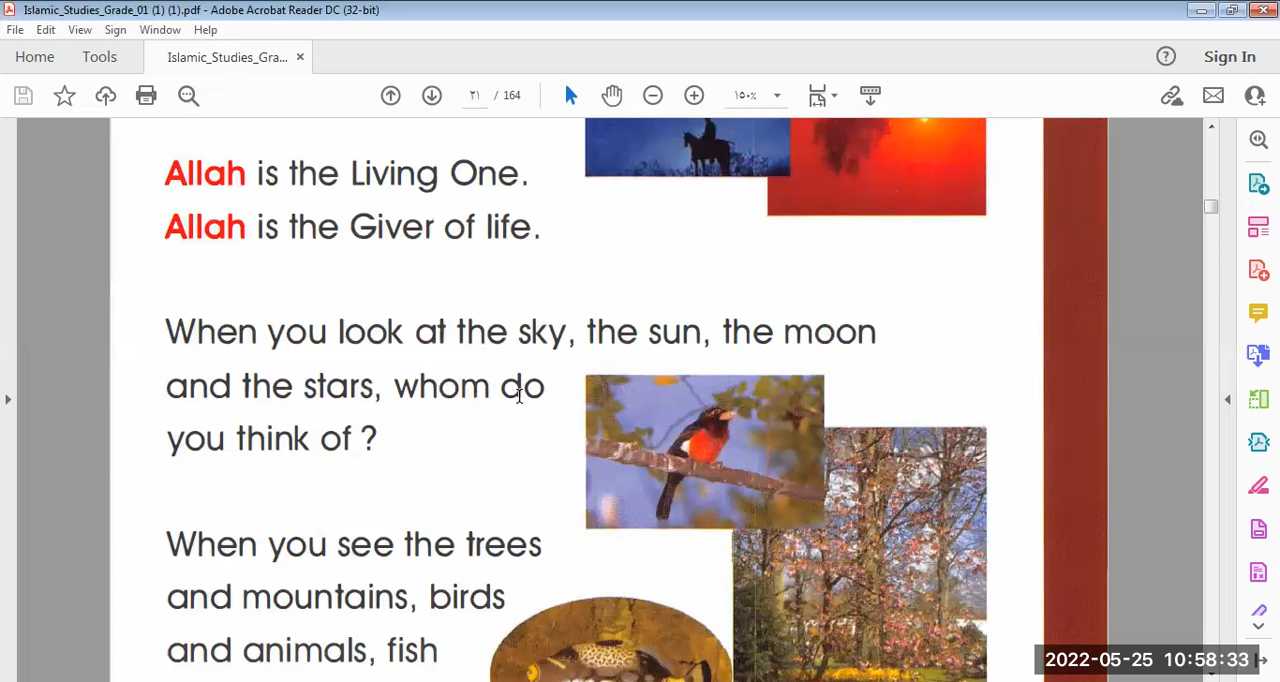 Islamic_Studies_Grade_01 (1) (1).pdf - Adobe Acrobat Reader DC (32-bit)
File Edit View Sign Window Help
Home Tools Islamic_Studies_Gra... × ? Sign In
٢١ / 164 ١٥٠٪
Allah is the Living One.
Allah is the Giver of life.
When you look at the sky, the sun, the moon
and the stars, whom do
you think of ?
When you see the trees
and mountains, birds
and animals, fish
2022-05-25 10:58:33